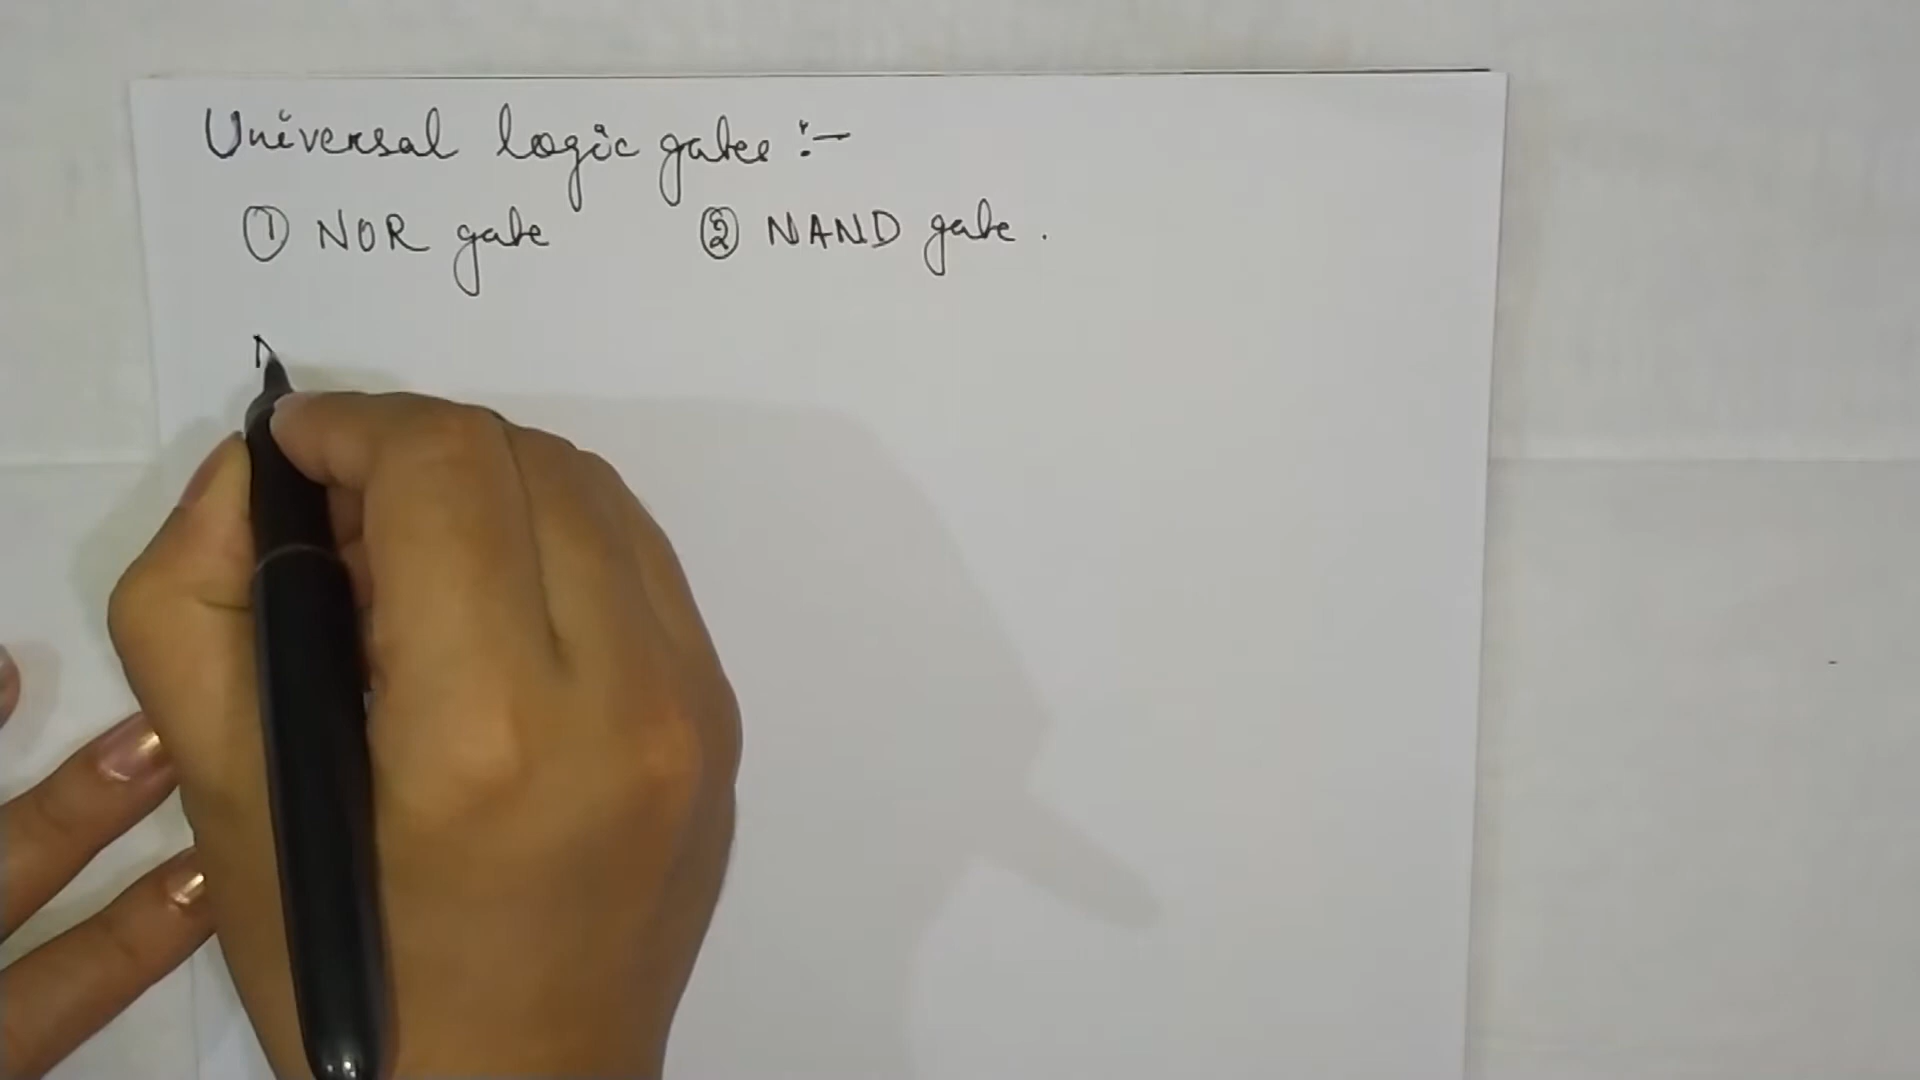 Universal logic gates :-
① NOR gate ② NAND gate .
N